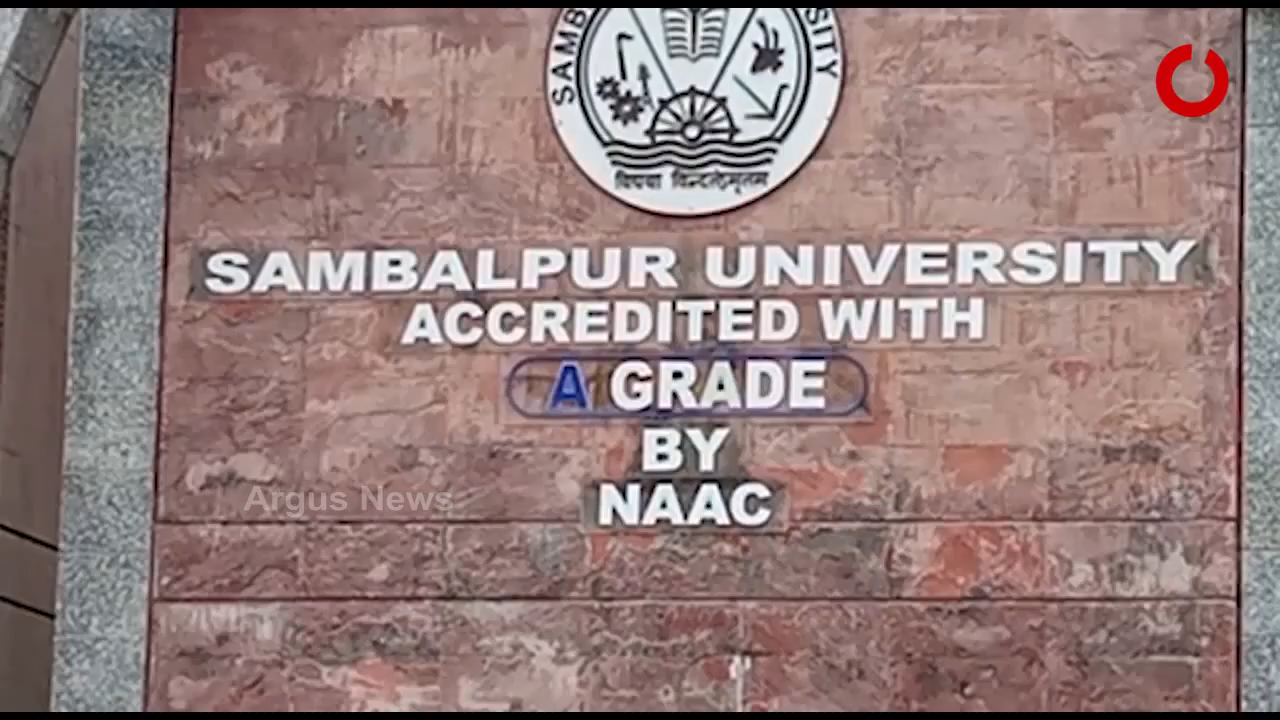 SAMBALPUR UNIVERSITY
ACCREDITED WITH
A GRADE
BY
NAAC
Argus News